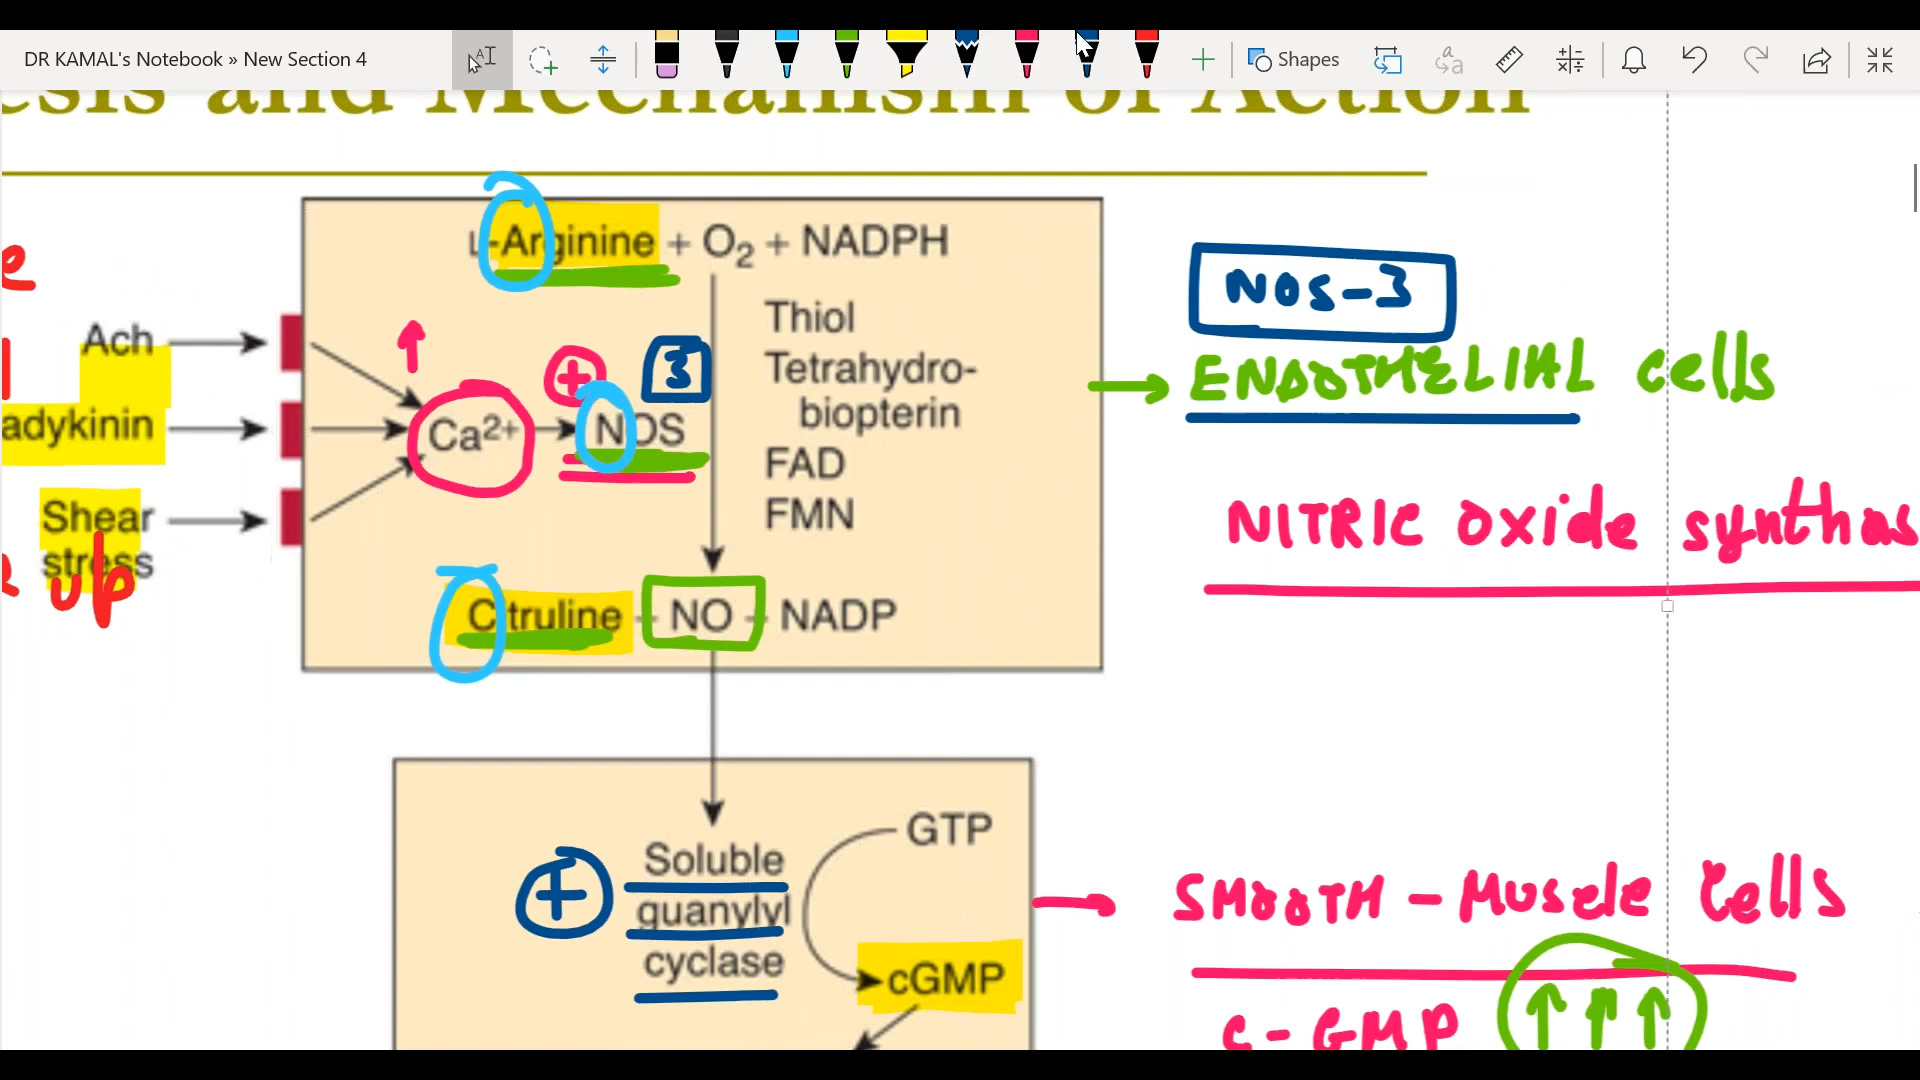 DR KAMAL's Notebook » New Section 4
Shapes
esis and Mechanism of Action
L-Arginine + O2 + NADPH
NOS-3
Thiol
Ach
3
Tetrahydro-
biopterin
ENDOTHELIAL cells
adykinin
Ca2+
+
NOS
FAD
FMN
Shear
stress
NITRIC oxide synthas
up
Citruline + NO + NADP
GTP
Soluble
+
guanylyl
cyclase
SMOOTH - Muscle cells
cGMP
c-GMP ↑↑↑